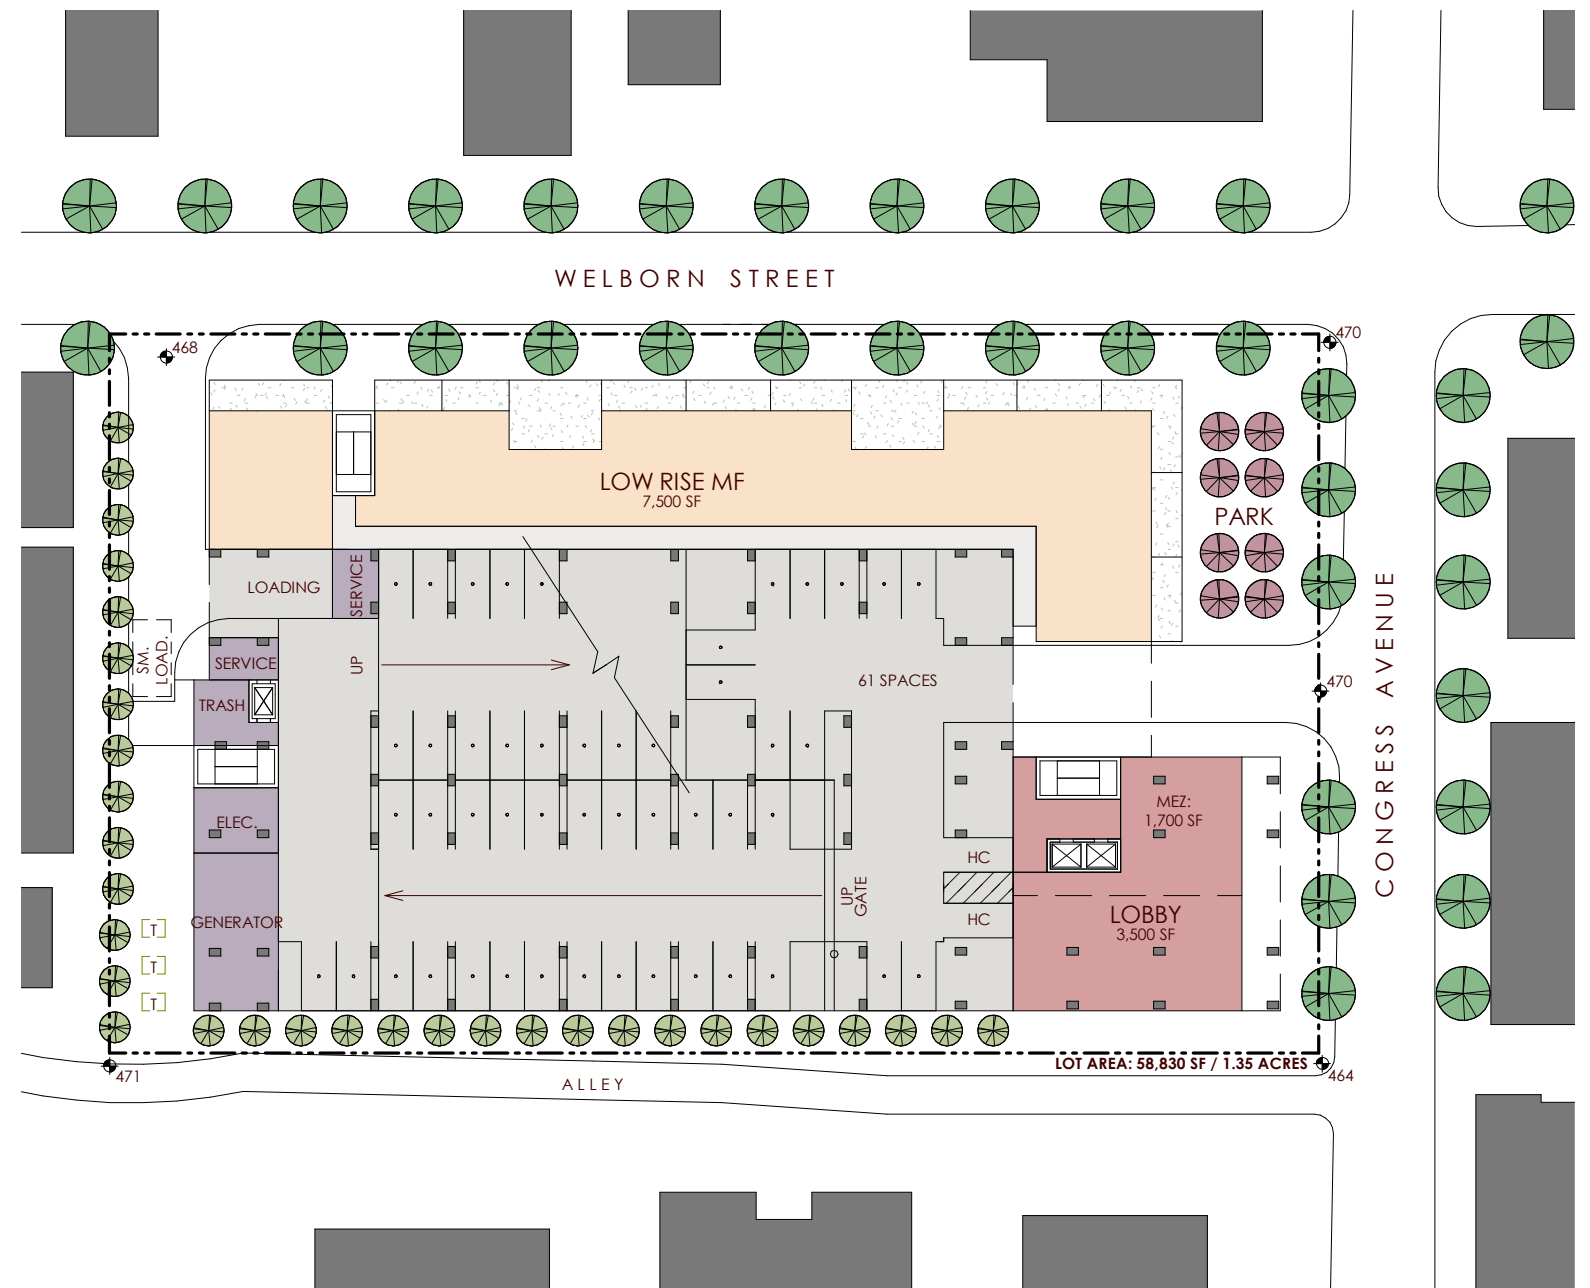 WELBORN STREET
468
470
LOW RISE MF
7,500 SF
PARK
LOADING
SERVICE
SM.
LOAD.
SERVICE
UP
61 SPACES
CONGRESS AVENUE
470
TRASH
MEZ:
1,700 SF
ELEC.
HC
UP
GATE
GENERATOR
HC
LOBBY
3,500 SF
T
T
T
LOT AREA: 58,830 SF / 1.35 ACRES
471
464
ALLEY